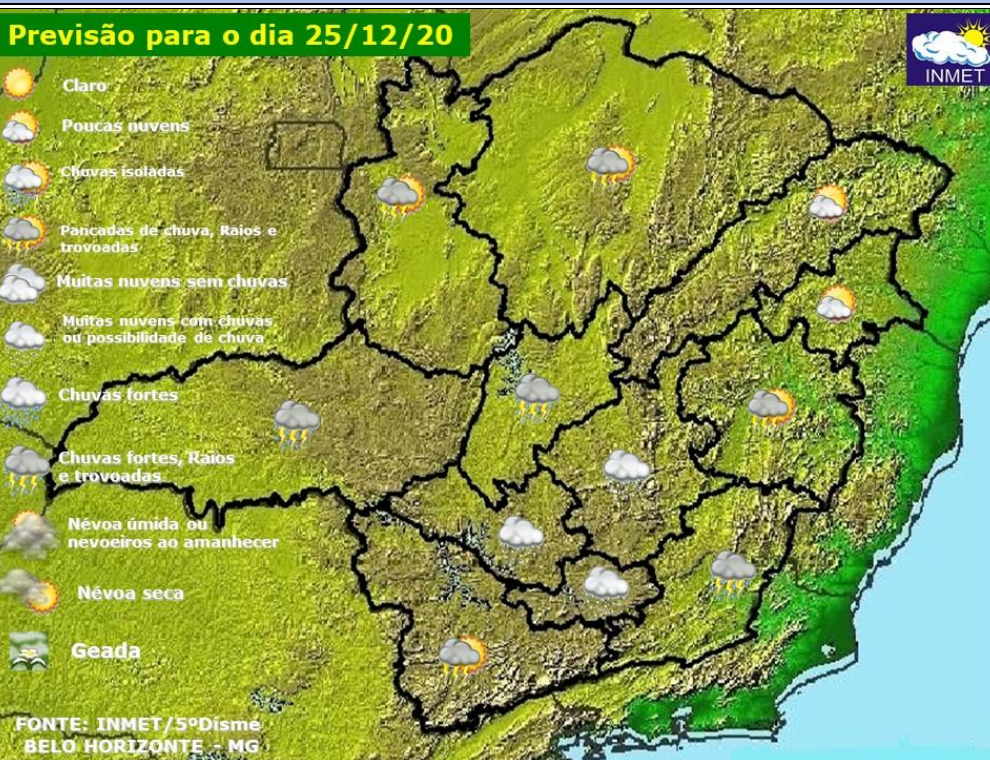 Previsão para o dia 25/12/20
INMET
Claro
Poucas nuvens
Chuvas isoladas
Pancadas de chuva, Raios e
trovoadas
Muitas nuvens sem chuvas
Muitas nuvens com chuvas
ou possibilidade de chuva
Chuvas fortes
Chuvas fortes, Raios
e trovoadas
Névoa úmida ou
nevoeiros ao amanhecer
Névoa seca
Geada
FONTE: INMET/5ºDisme
BELO HORIZONTE - MG